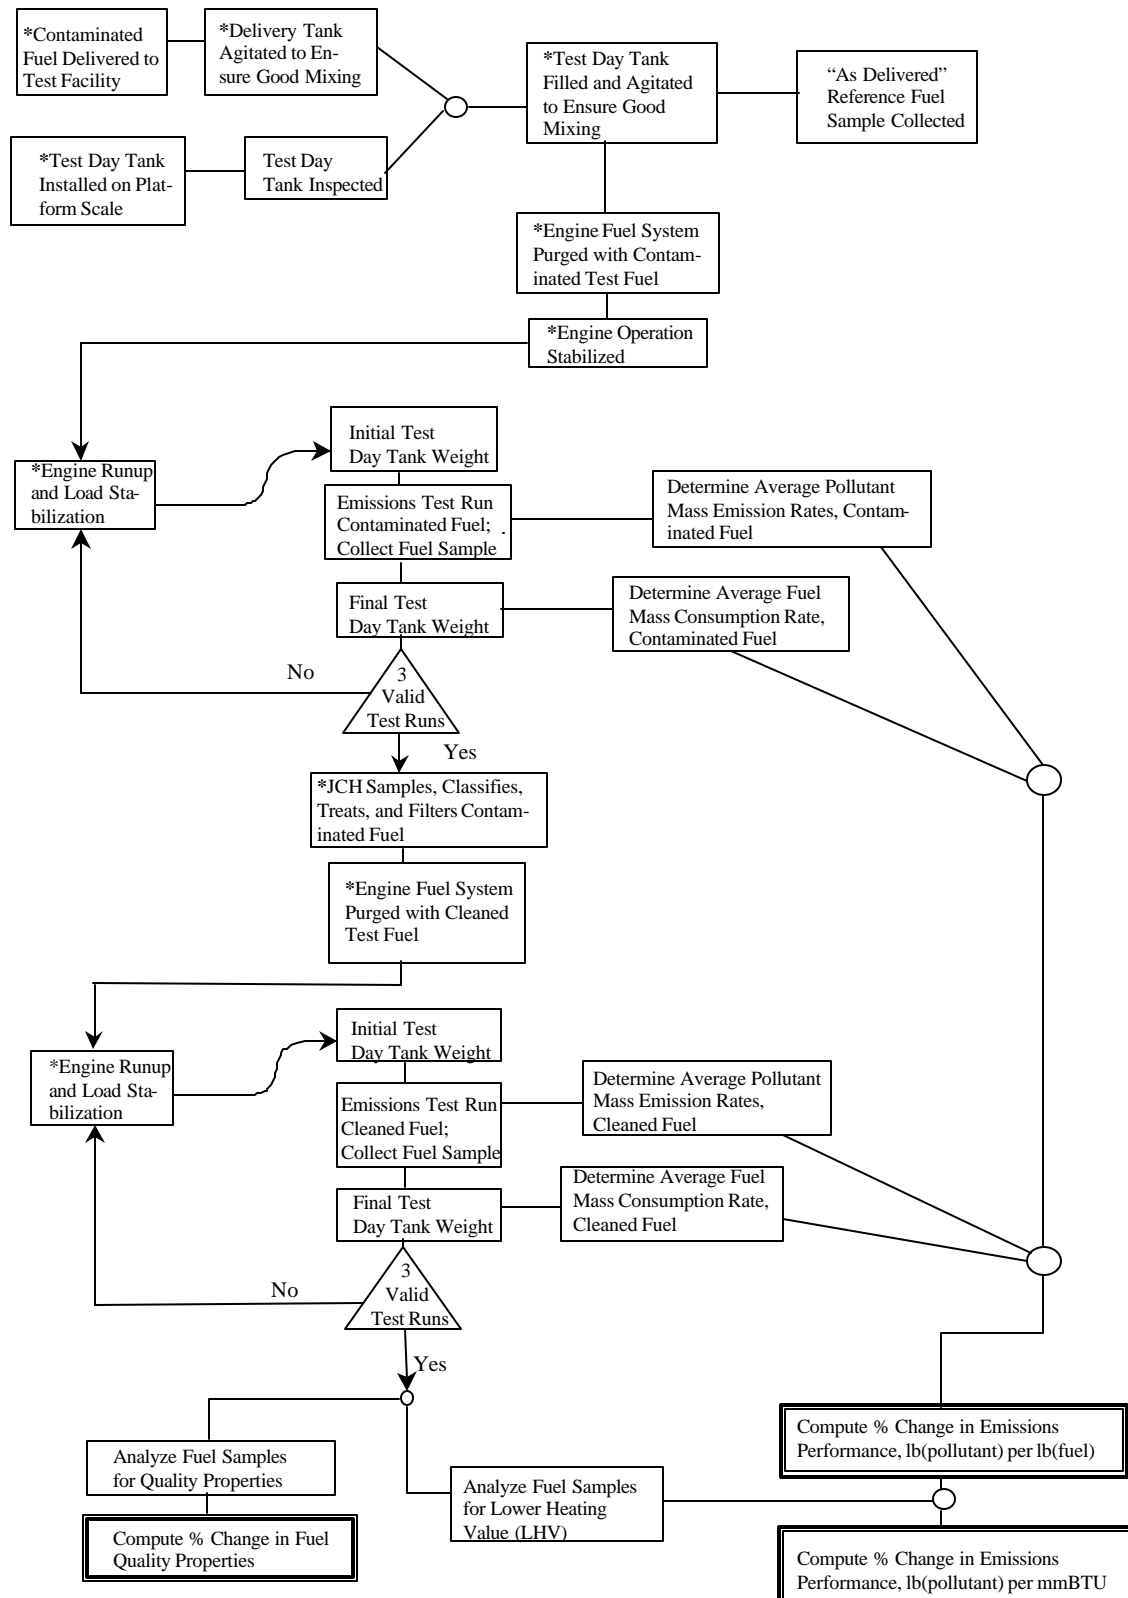 *Contaminated
Fuel Delivered to
Test Facility
*Delivery Tank
Agitated to En-
sure Good Mixing
*Test Day Tank
Filled and Agitated
to Ensure Good
Mixing
“As Delivered”
Reference Fuel
Sample Collected
*Test Day Tank
Installed on Plat-
form Scale
Test Day
Tank Inspected
*Engine Fuel System
Purged with Contam-
inated Test Fuel
*Engine Operation
Stabilized
*Engine Runup
and Load Sta-
bilization
Initial Test
Day Tank Weight
Emissions Test Run
Contaminated Fuel;
Collect Fuel Sample
Determine Average Pollutant
Mass Emission Rates, Contam-
inated Fuel
Final Test
Day Tank Weight
Determine Average Fuel
Mass Consumption Rate,
Contaminated Fuel
No
3
Valid
Test Runs
Yes
*JCH Samples, Classifies,
Treats, and Filters Contam-
inated Fuel
*Engine Fuel System
Purged with Cleaned
Test Fuel
*Engine Runup
and Load Sta-
bilization
Initial Test
Day Tank Weight
Emissions Test Run
Cleaned Fuel;
Collect Fuel Sample
Determine Average Pollutant
Mass Emission Rates,
Cleaned Fuel
Final Test
Day Tank Weight
Determine Average Fuel
Mass Consumption Rate,
Cleaned Fuel
No
3
Valid
Test Runs
Yes
Analyze Fuel Samples
for Quality Properties
Compute % Change in Fuel
Quality Properties
Analyze Fuel Samples
for Lower Heating
Value (LHV)
Compute % Change in Emissions
Performance, lb(pollutant) per lb(fuel)
Compute % Change in Emissions
Performance, lb(pollutant) per mmBTU